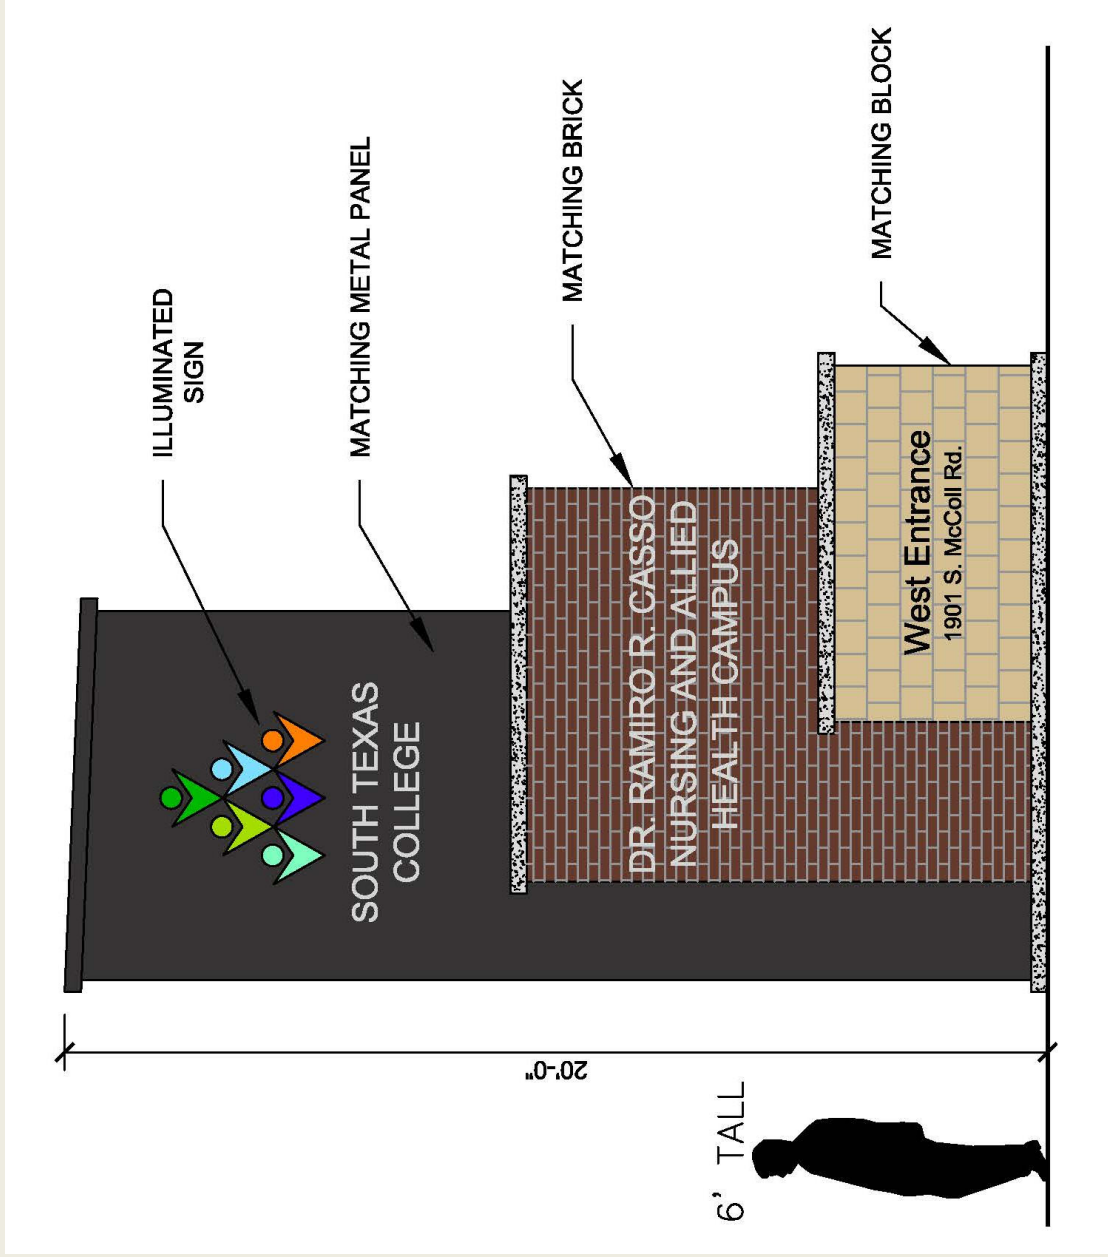 ILLUMINATED
SIGN
MATCHING METAL PANEL
MATCHING BRICK
MATCHING BLOCK
SOUTH TEXAS
COLLEGE
DR. RAMIRO R. CASSO
NURSING AND ALLIED
HEALTH CAMPUS
West Entrance
1901 S. McColl Rd.
20'-0"
6' TALL